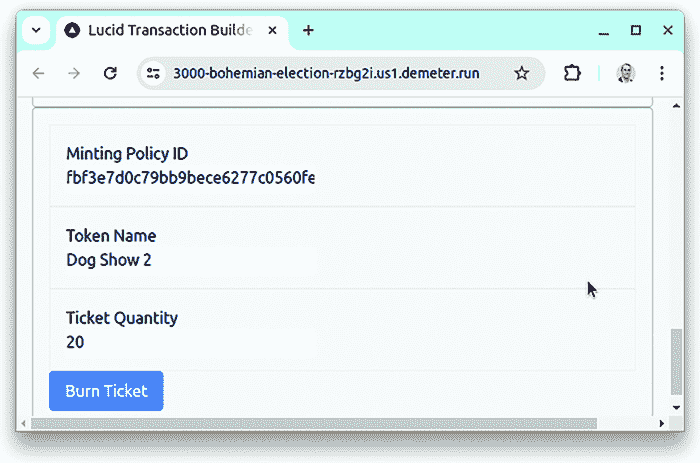 Lucid Transaction Builde
3000-bohemian-election-rzbg2i.us1.demeter.run
Minting Policy ID
fbf3e7d0c79bb9bece6277c0560fe
Token Name
Dog Show 2
Ticket Quantity
20
Burn Ticket